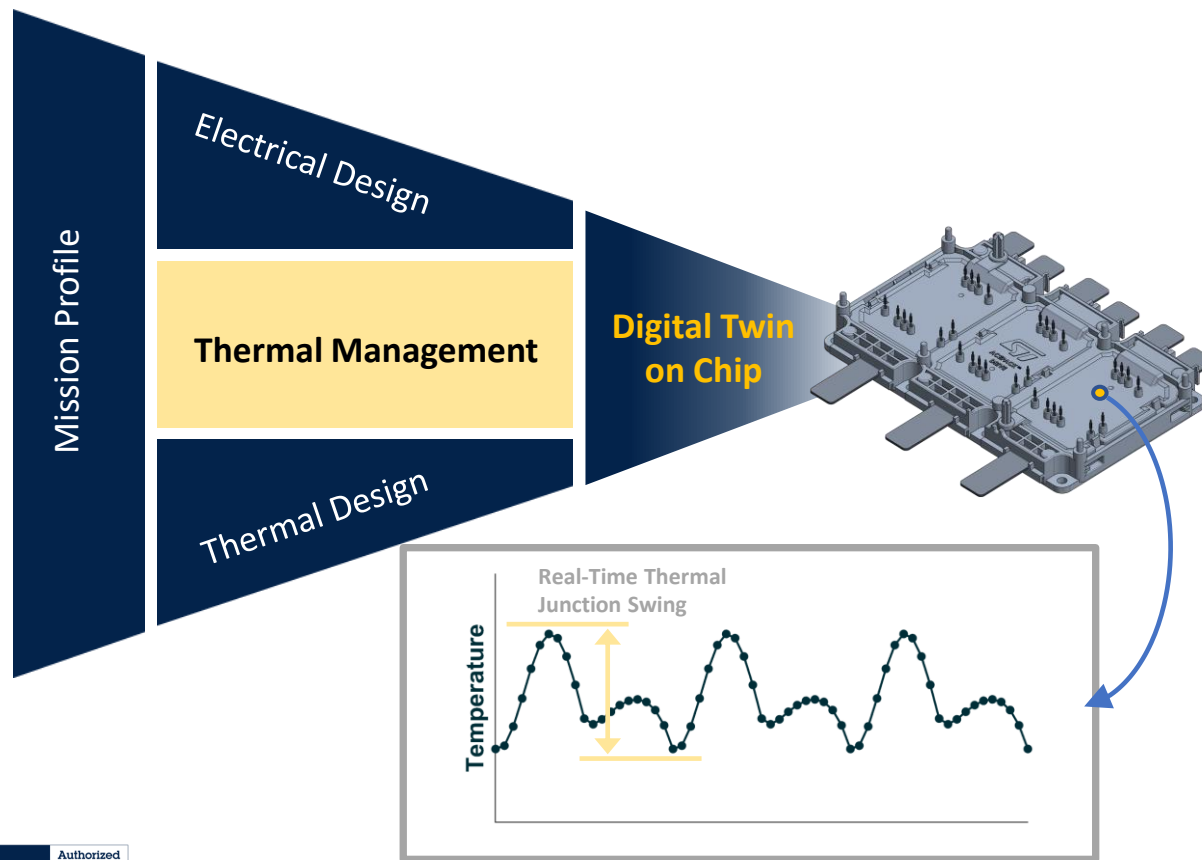 Mission Profile
Electrical Design
Thermal Management
Thermal Design
Digital Twin
on Chip
Real-Time Thermal
Junction Swing
Temperature
Authorized